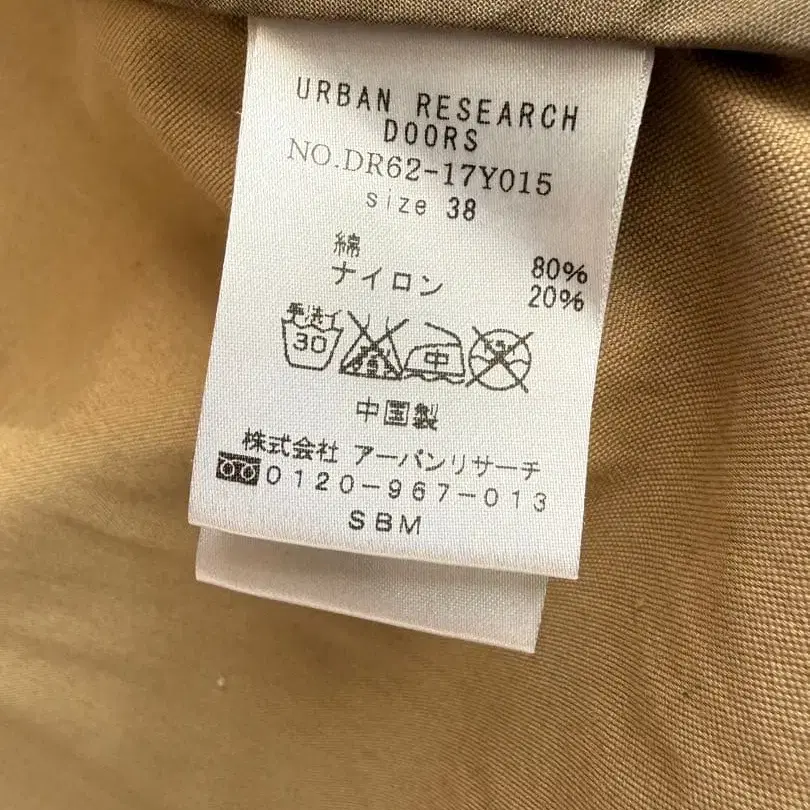 URBAN RESEARCH
DOORS
NO.DR62-17Y015
size 38
綿 80%
ナイロン 20%
手洗イ
30
中
中国製
株式会社 アーバンリサーチ
0120-967-013
SBM